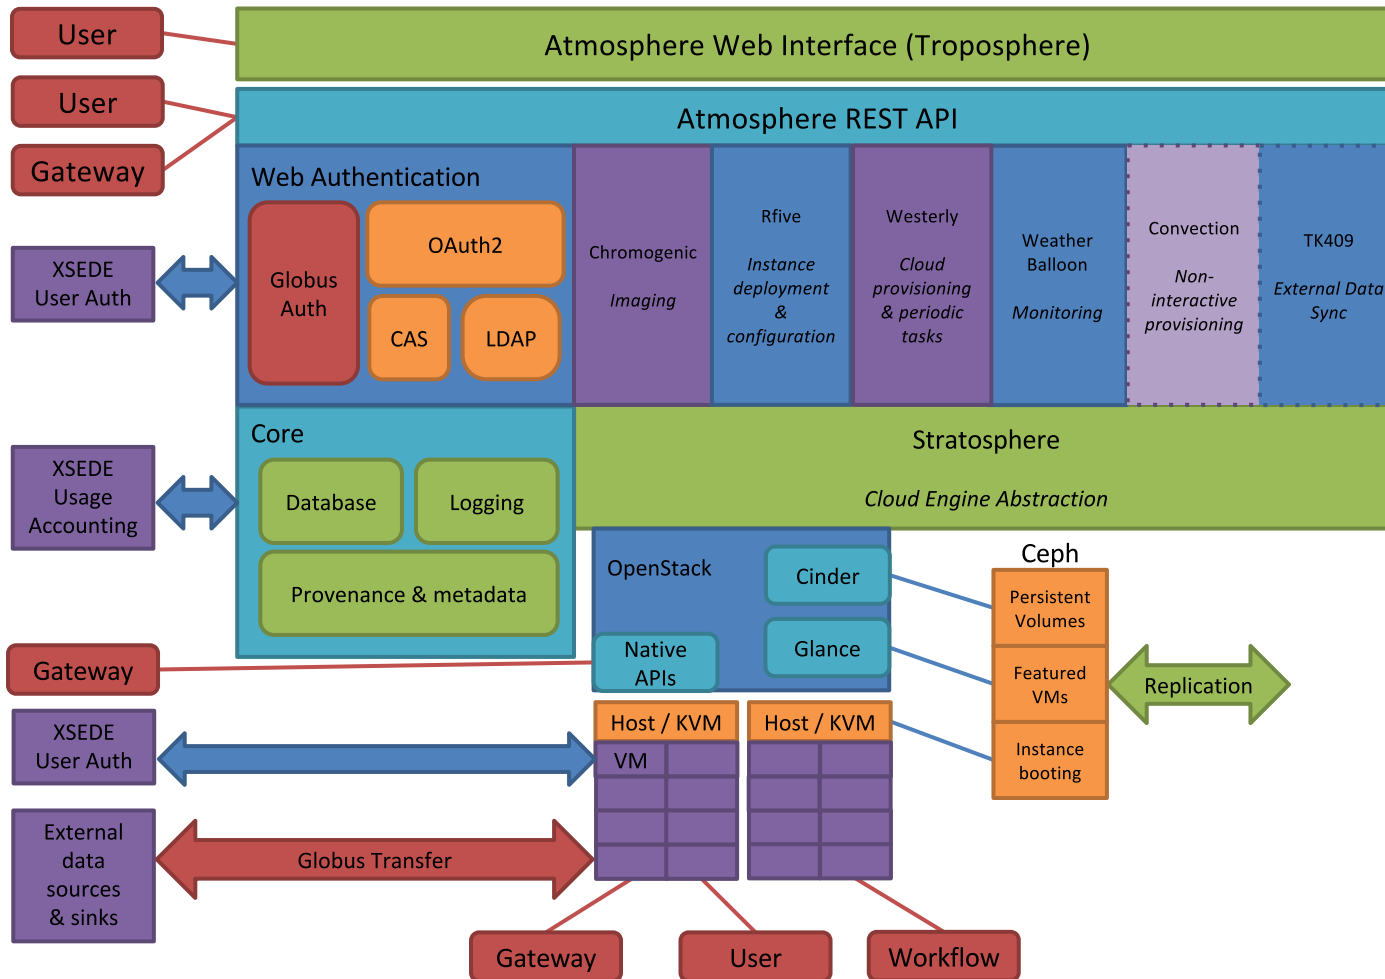 User
Atmosphere Web Interface (Troposphere)
User
Gateway
Atmosphere REST API
Web Authentication
Globus
Auth
OAuth2
CAS
LDAP
Chromogenic
Imaging
Rfive
Instance
deployment
&
configuration
Westerly
Cloud
provisioning
& periodic
tasks
Weather
Balloon
Monitoring
Convection
Non-
interactive
provisioning
TK409
External Data
Sync
XSEDE
User Auth
XSEDE
Usage
Accounting
Core
Database
Logging
Provenance & metadata
Stratosphere
Cloud Engine Abstraction
OpenStack
Cinder
Glance
Native
APIs
Ceph
Persistent
Volumes
Featured
VMs
Instance
booting
Replication
Gateway
XSEDE
User Auth
Host / KVM
Host / KVM
VM
External
data
sources
& sinks
Globus Transfer
Gateway
User
Workflow